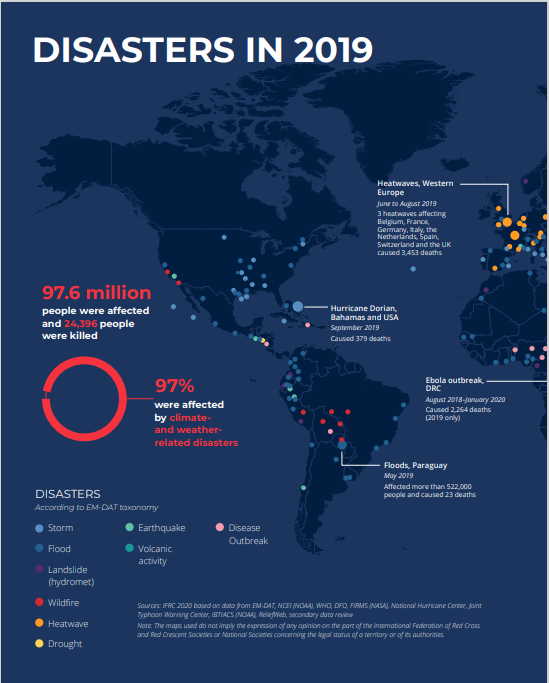 DISASTERS IN 2019
Heatwaves, Western
Europe
June to August 2019
3 heatwaves affecting
Belgium, France,
Germany, Italy, the
Netherlands, Spain,
Switzerland and the UK
caused 3,453 deaths
97.6 million
people were affected
and 24,396 people
were killed
Hurricane Dorian,
Bahamas and USA
September 2019
Caused 379 deaths
97%
were affected
by climate-
and weather-
related disasters
Ebola outbreak,
DRC
August 2018–January 2020
Caused 2,264 deaths
(2019 only)
Floods, Paraguay
May 2019
Affected more than 522,000
people and caused 23 deaths
DISASTERS
According to EM-DAT taxonomy
Storm
Flood
Landslide
(hydromet)
Wildfire
Heatwave
Drought
Earthquake
Volcanic
activity
Disease
Outbreak
Sources: IFRC 2020 based on data from EM-DAT, NCEI (NOAA), WHO, DFO, FIRMS (NASA), National Hurricane Center, Joint
Typhoon Warning Center, IBTrACS (NOAA), ReliefWeb, secondary data review
Note: The maps used do not imply the expression of any opinion on the part of the International Federation of Red Cross
and Red Crescent Societies or National Societies concerning the legal status of a territory or of its authorities.